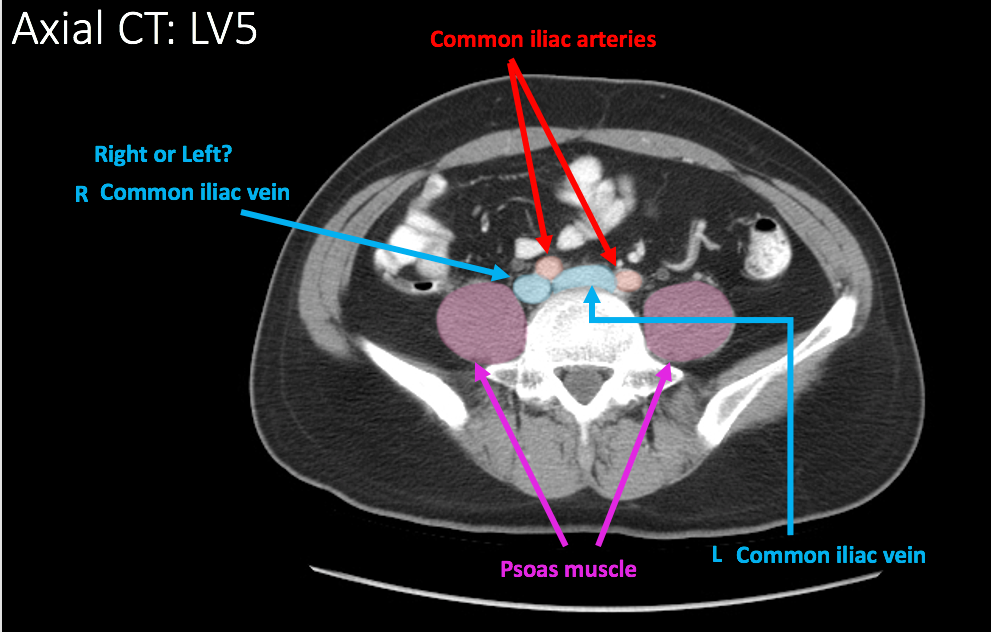 Axial CT: LV5
Common iliac arteries
Right or Left?
R Common iliac vein
Psoas muscle
L Common iliac vein